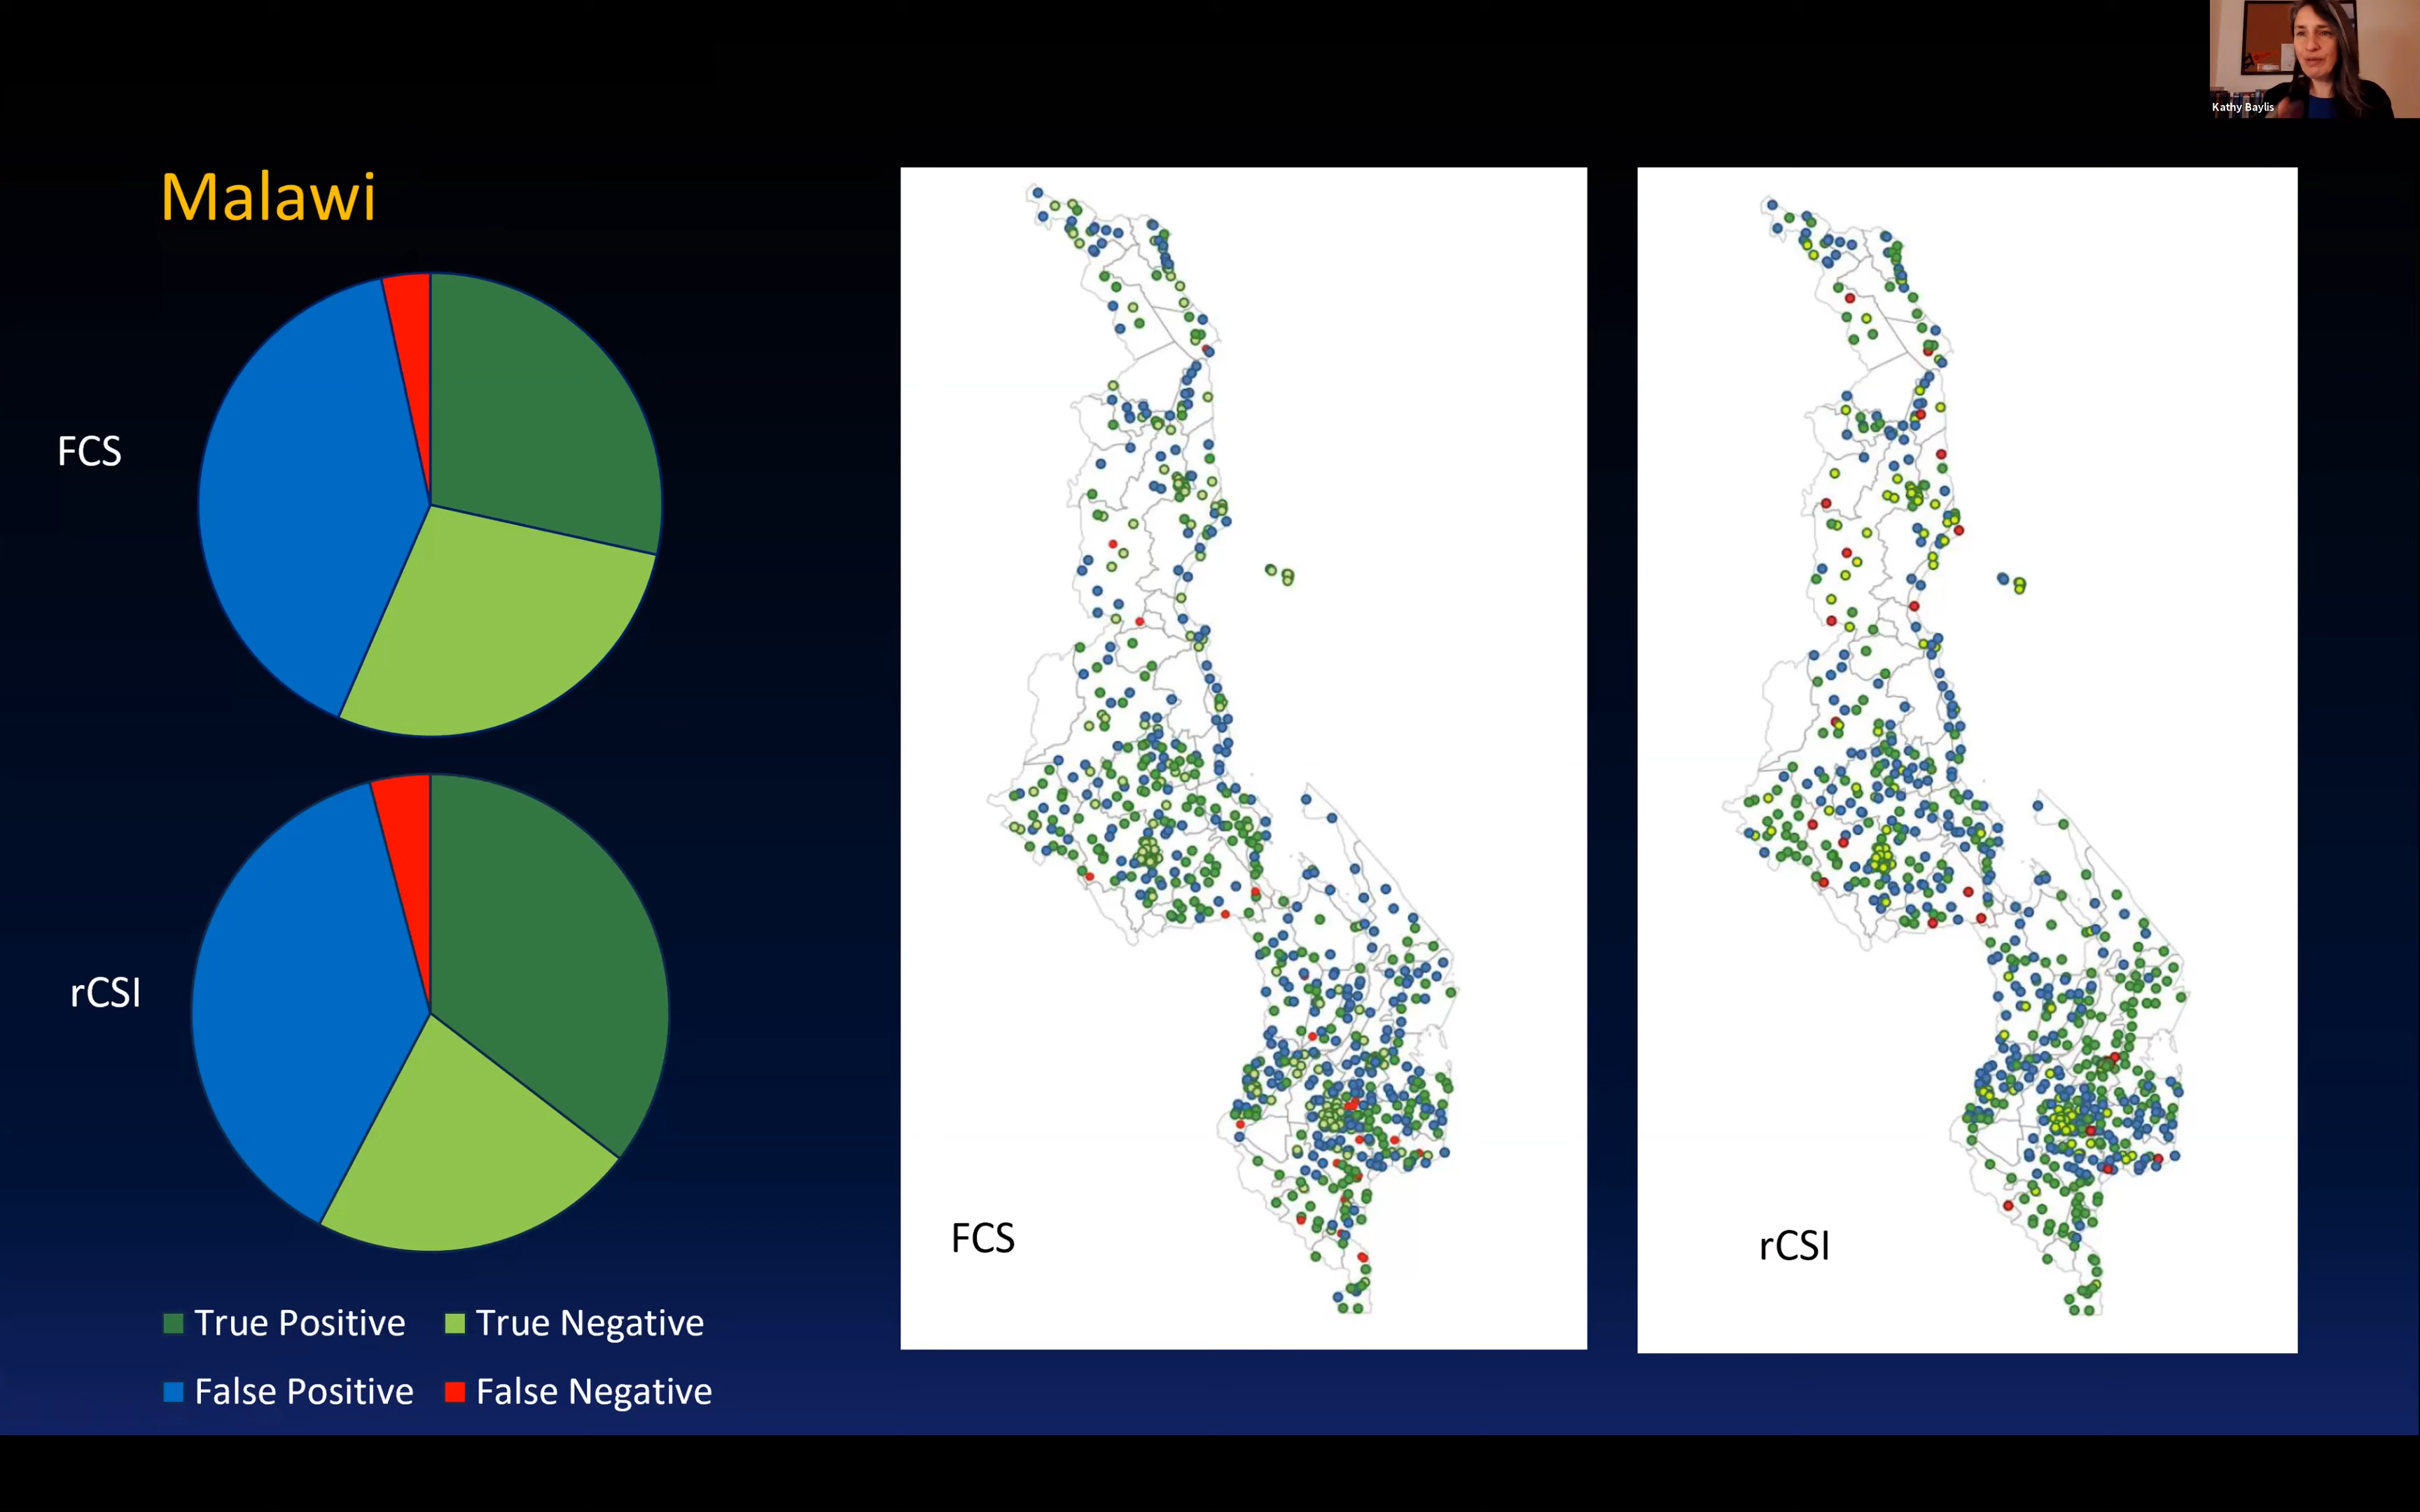 Kathy Baylis
Malawi
FCS
rCSI
True Positive
True Negative
False Positive
False Negative
FCS
rCSI